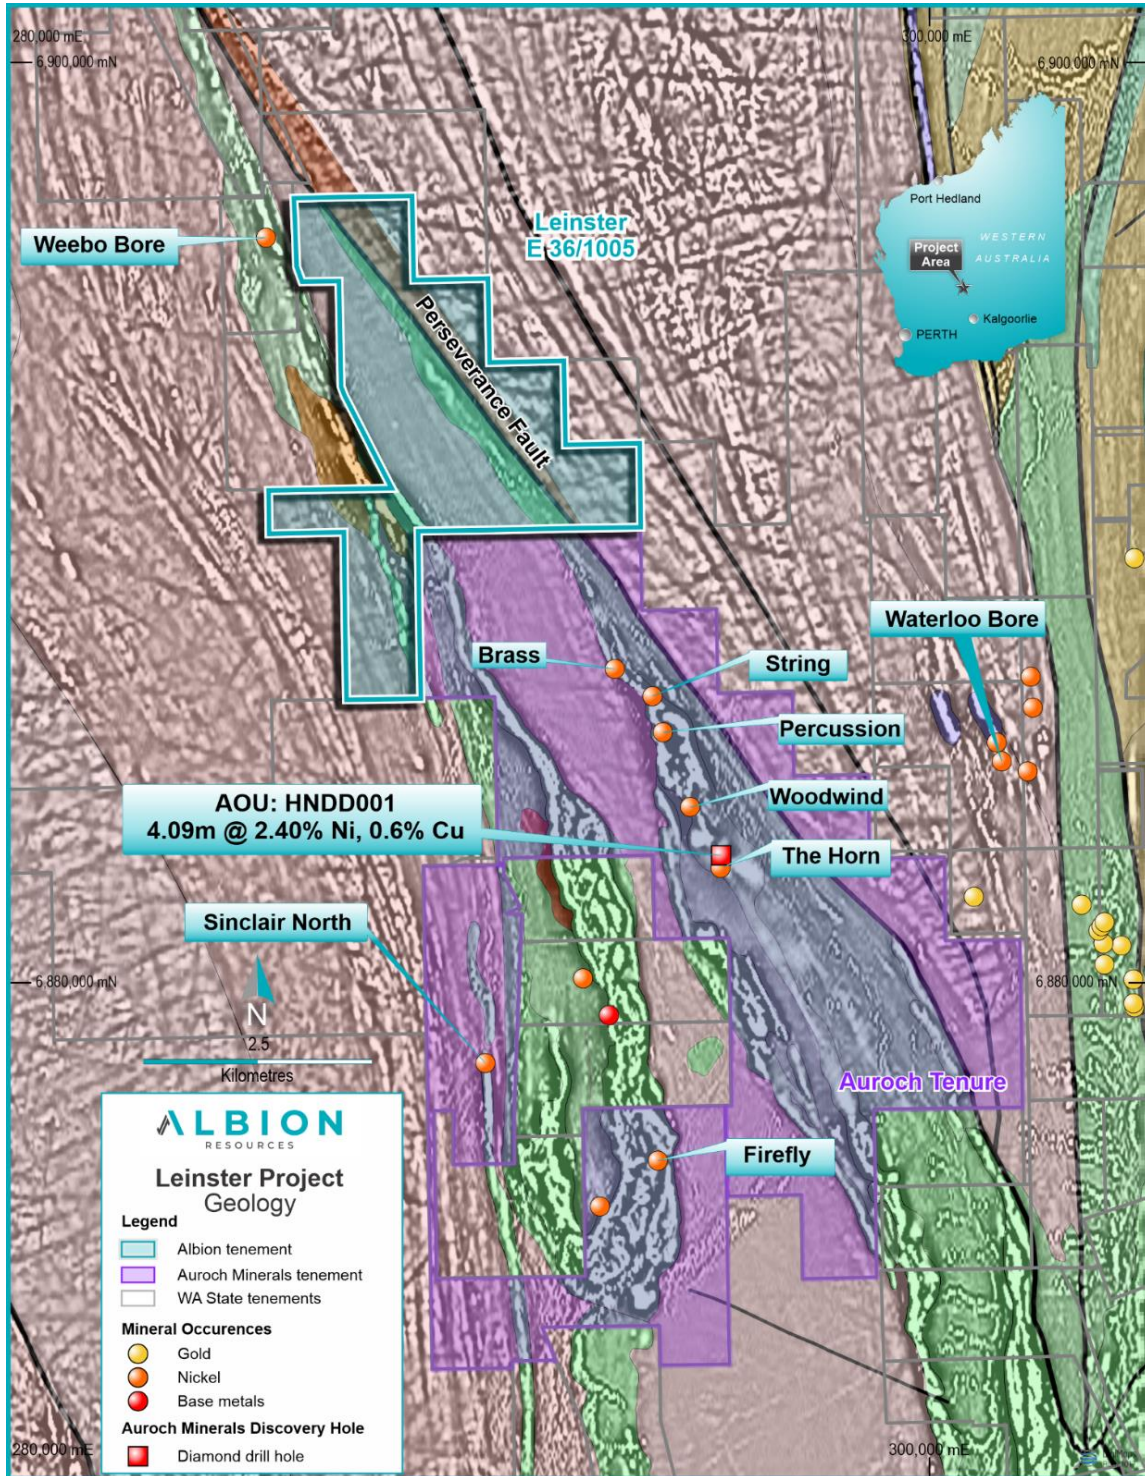 280,000 mE
300,000 mE
6,900,000 mN
6,900,000 mN
Port Hedland
WESTERN
AUSTRALIA
Project
Area
Kalgoorlie
PERTH
Leinster
E 36/1005
Weebo Bore
Perseverance Fault
Waterloo Bore
Brass
String
Percussion
Woodwind
AOU: HNDD001
4.09m @ 2.40% Ni, 0.6% Cu
The Horn
Sinclair North
6,880,000 mN
6,880,000 mN
N
2.5
Kilometres
Auroch Tenure
Firefly
ALBION
RESOURCES
Leinster Project
Geology
Legend
Albion tenement
Auroch Minerals tenement
WA State tenements
Mineral Occurences
Gold
Nickel
Base metals
Auroch Minerals Discovery Hole
Diamond drill hole
280,000 mE
300,000 mE